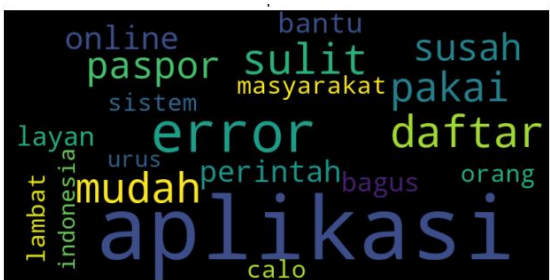 bantu
online
susah
paspor
sulit
masyarakat
pakai
sistem
error
daftar
layan
urus
perintah
orang
lambat
indonesia
mudah
bagus
aplikasi
calo